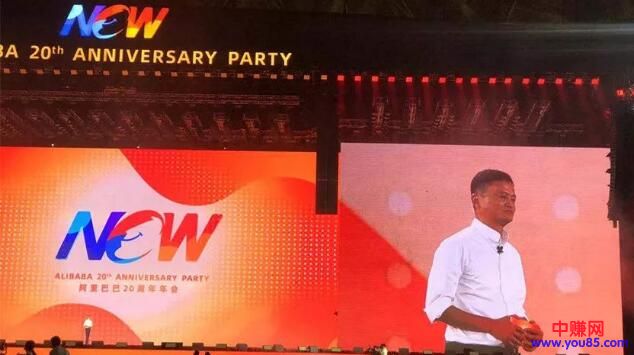 NOW
BA 20th ANNIVERSARY PARTY
NOW
ALIBABA 20th ANNIVERSARY PARTY
阿里巴巴20周年年会
中赚网
www.you85.com